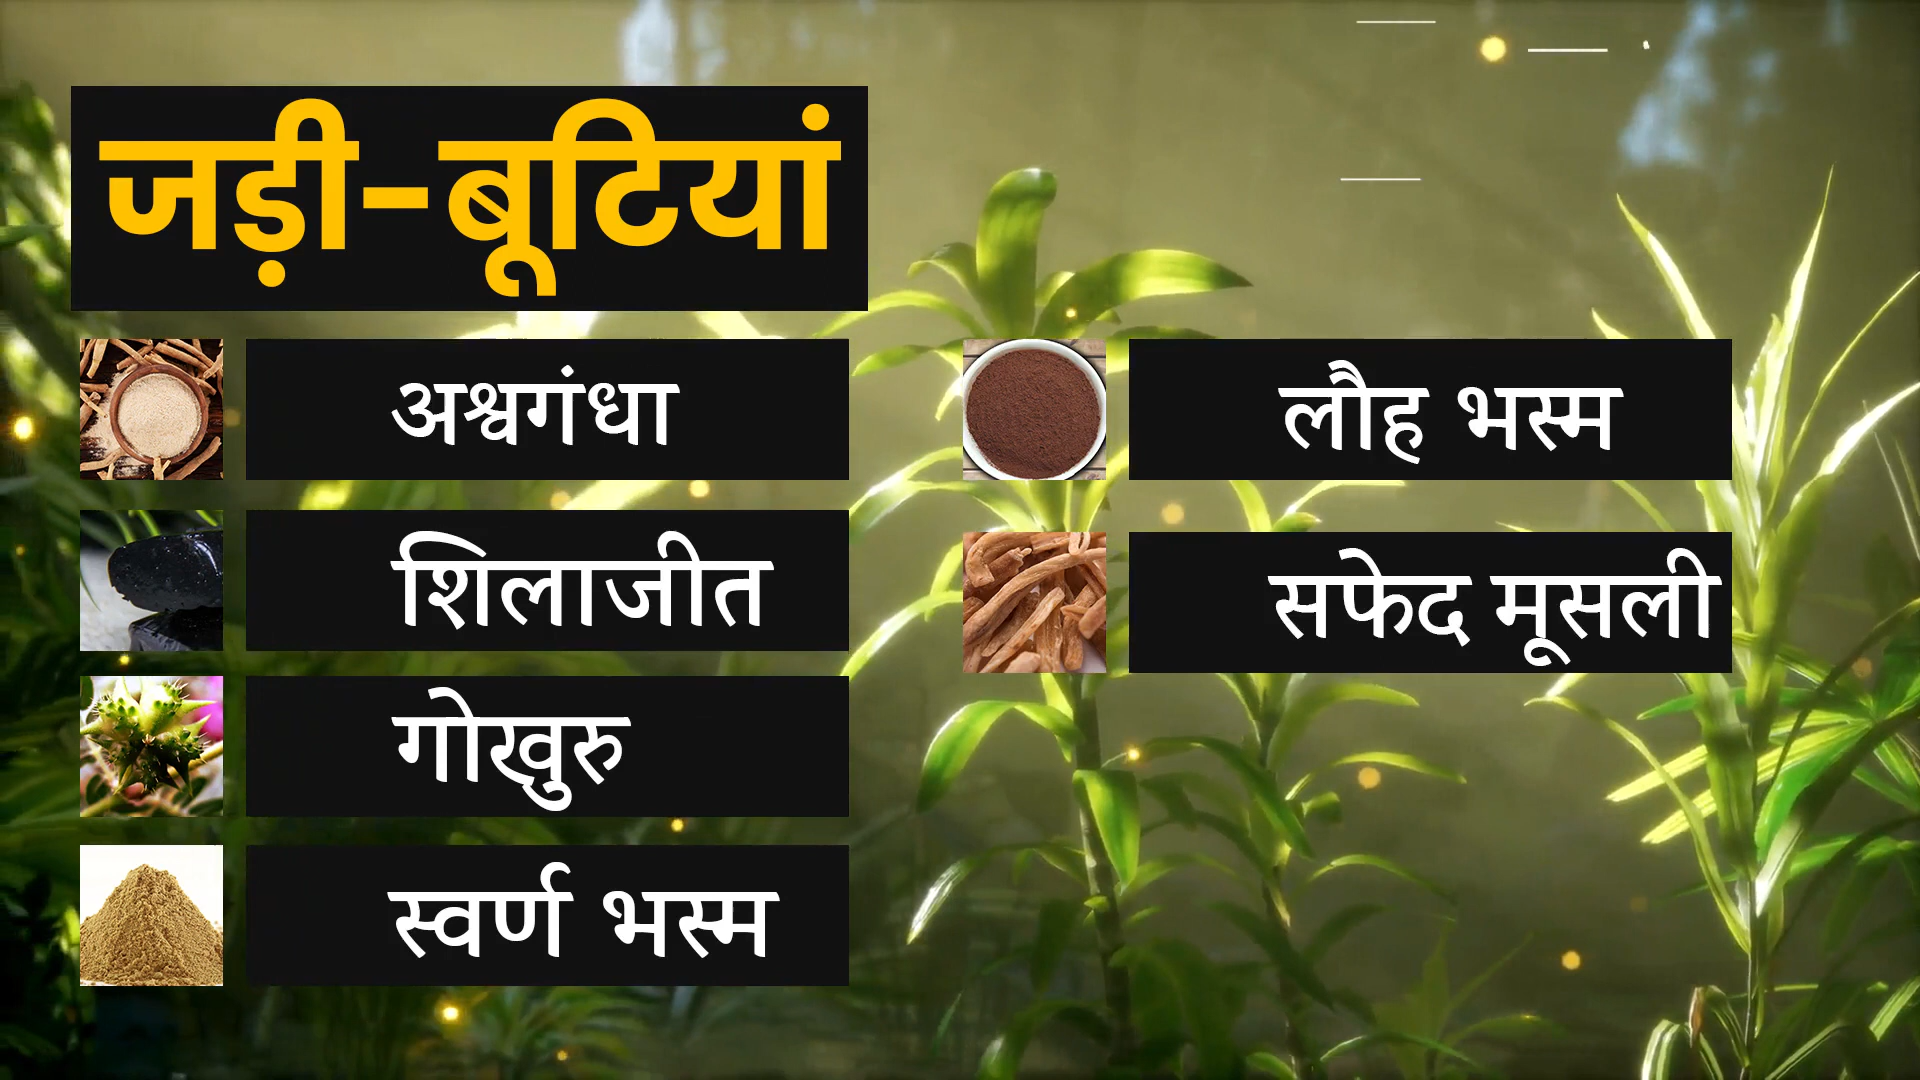 जड़ी-बूटियां
अश्वगंधा
शिलाजीत
गोखुरु
स्वर्ण भस्म
लौह भस्म
सफेद मूसली